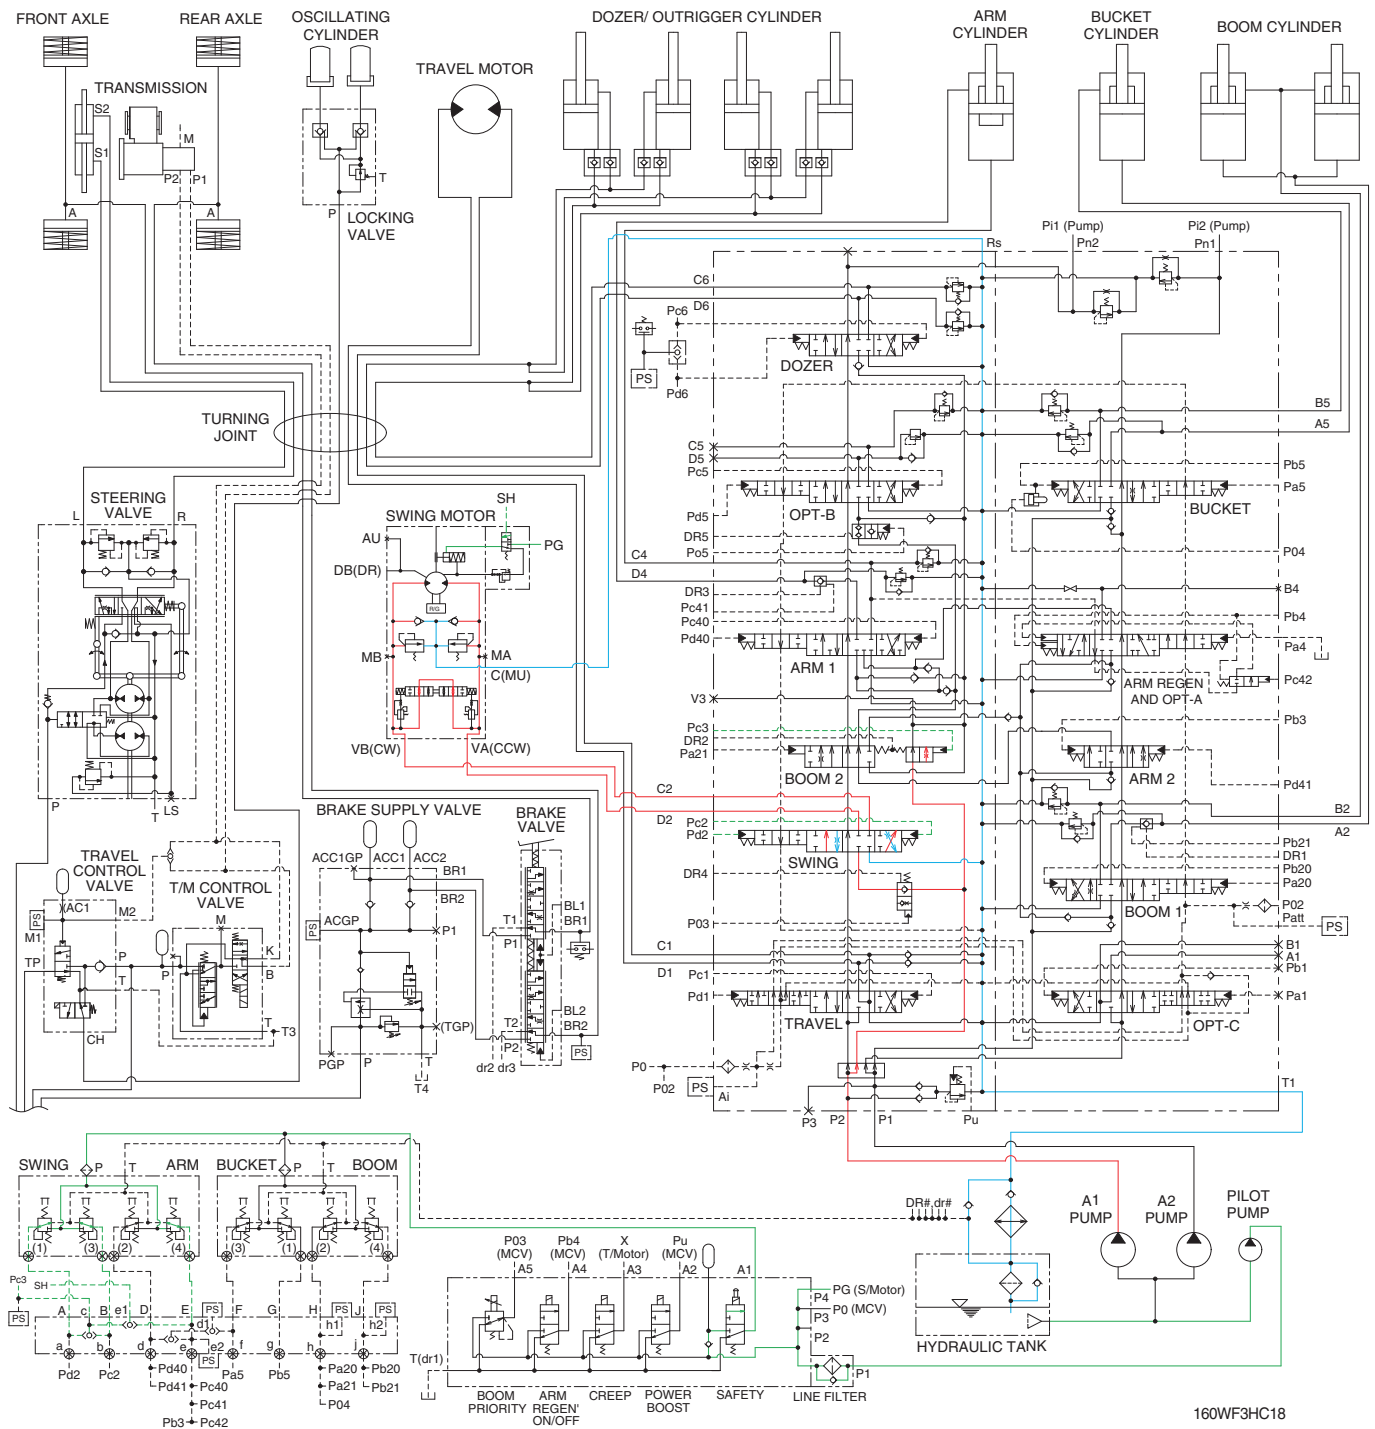 FRONT AXLE
REAR AXLE
OSCILLATING
CYLINDER
DOZER/ OUTRIGGER CYLINDER
ARM
CYLINDER
BUCKET
CYLINDER
BOOM CYLINDER
TRAVEL MOTOR
TRANSMISSION
S2
S1
M
P2
P1
A
A
T
P
LOCKING
VALVE
Pi1 (Pump)
Pn2
Pi2 (Pump)
Pn1
Rs
C6
D6
Pc6
PS
Pd6
DOZER
B5
A5
TURNING
JOINT
C5
D5
Pc5
Pb5
Pa5
OPT-B
BUCKET
Pd5
DR5
Po5
P04
STEERING
VALVE
L
R
SWING MOTOR
SH
AU
PG
DB(DR)
R/G
C4
D4
DR3
Pc41
Pc40
Pd40
B4
Pb4
Pa4
ARM 1
ARM REGEN
AND OPT-A
Pc42
MB
MA
C(MU)
V3
Pc3
DR2
Pa21
Pb3
VB(CW)
VA(CCW)
BOOM 2
ARM 2
Pd41
P
T
LS
C2
D2
Pc2
Pd2
B2
A2
SWING
Pb21
DR1
BRAKE SUPPLY VALVE
BRAKE
VALVE
TRAVEL
CONTROL
VALVE
T/M CONTROL
VALVE
ACC1GP
ACC1
ACC2
BR1
BR2
DR4
Pb20
Pa20
BOOM 1
P02
Patt
PS
AC1
M2
PS
M1
M
K
B
TP
P
P
T
T
T3
CH
PS
ACGP
P1
T1
BL1
BR1
P1
P03
C1
D1
Pc1
Pd1
B1
A1
Pb1
Pa1
TRAVEL
OPT-C
T2
BL2
BR2
P2
PS
(TGP)
PGP
P
T
T4
dr2 dr3
P0
P02
PS
Ai
P3
P2
P1
Pu
T1
SWING
P
T
ARM
BUCKET
P
T
BOOM
(1)
(3)
(2)
(4)
(3)
(1)
(2)
(4)
DR#,dr#
A1
PUMP
A2
PUMP
PILOT
PUMP
Pc3
SH
PS
A
c
B
e1
D
E
PS
d1
F
G
H
PS
h1
J
PS
h2
a
b
d
e
e2
PS
f
g
h
i
Pd2
Pc2
Pd40
Pd41
Pc40
Pc41
Pb3
Pc42
Pa5
Pb5
Pa20
Pa21
P04
Pb20
Pb21
P03
(MCV)
A5
Pb4
(MCV)
A4
X
(T/Motor)
A3
Pu
(MCV)
A2
A1
PG (S/Motor)
P4
P0 (MCV)
P3
P2
P1
T(dr1)
BOOM
PRIORITY
ARM
REGEN'
ON/OFF
CREEP
POWER
BOOST
SAFETY
LINE FILTER
HYDRAULIC TANK
160WF3HC18